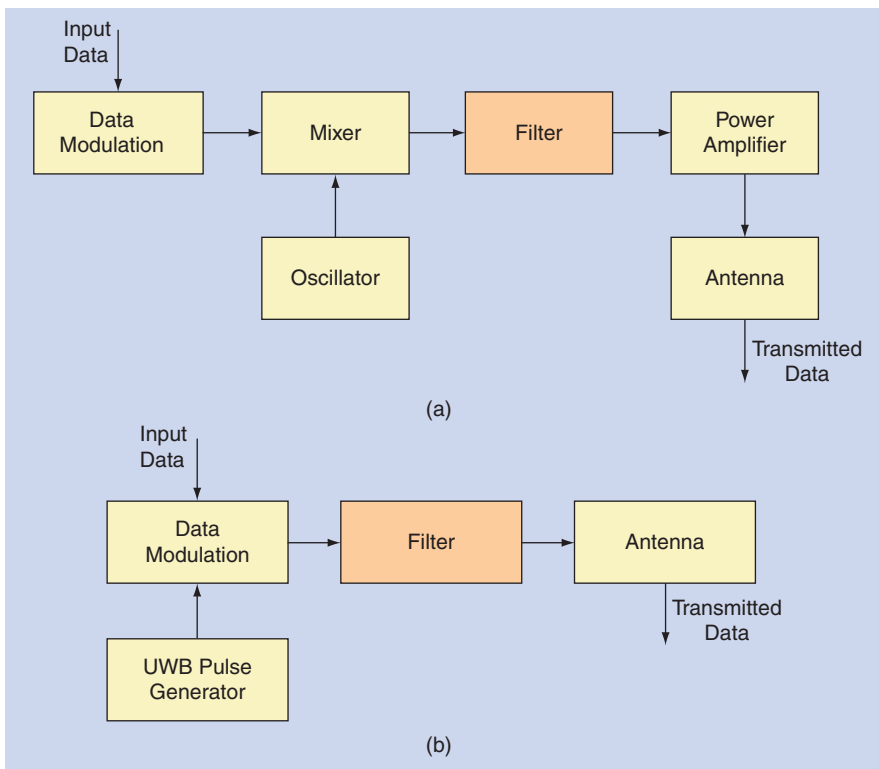 Input
Data
Data
Modulation
Mixer
Filter
Power
Amplifier
Oscillator
Antenna
Transmitted
Data
(a)
Input
Data
Data
Modulation
Filter
Antenna
Transmitted
Data
UWB Pulse
Generator
(b)